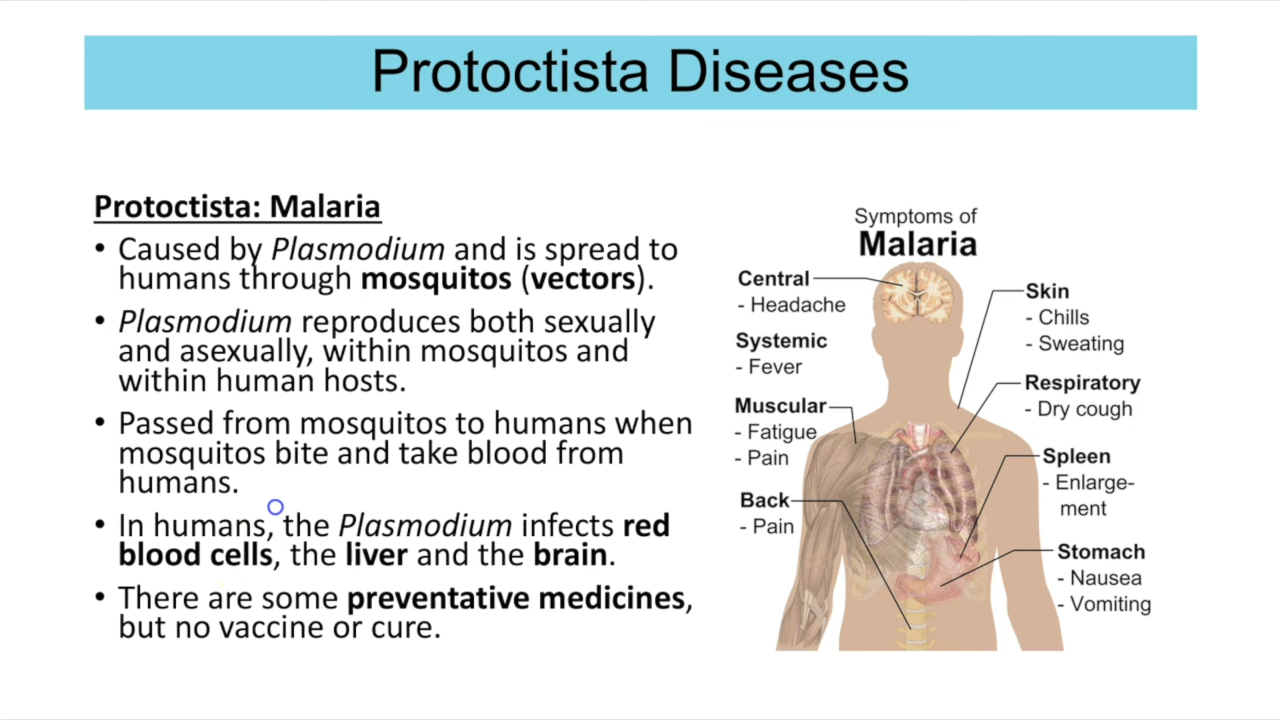 Protoctista Diseases
Protoctista: Malaria
• Caused by Plasmodium and is spread to
humans through mosquitos (vectors).
• Plasmodium reproduces both sexually
and asexually, within mosquitos and
within human hosts.
• Passed from mosquitos to humans when
mosquitos bite and take blood from
humans.
• In humans, the Plasmodium infects red
blood cells, the liver and the brain.
• There are some preventative medicines,
but no vaccine or cure.
Symptoms of
Malaria
Central
- Headache
Systemic
- Fever
Muscular
- Fatigue
- Pain
Back
- Pain
Skin
- Chills
- Sweating
Respiratory
- Dry cough
Spleen
- Enlarge-
ment
Stomach
- Nausea
- Vomiting